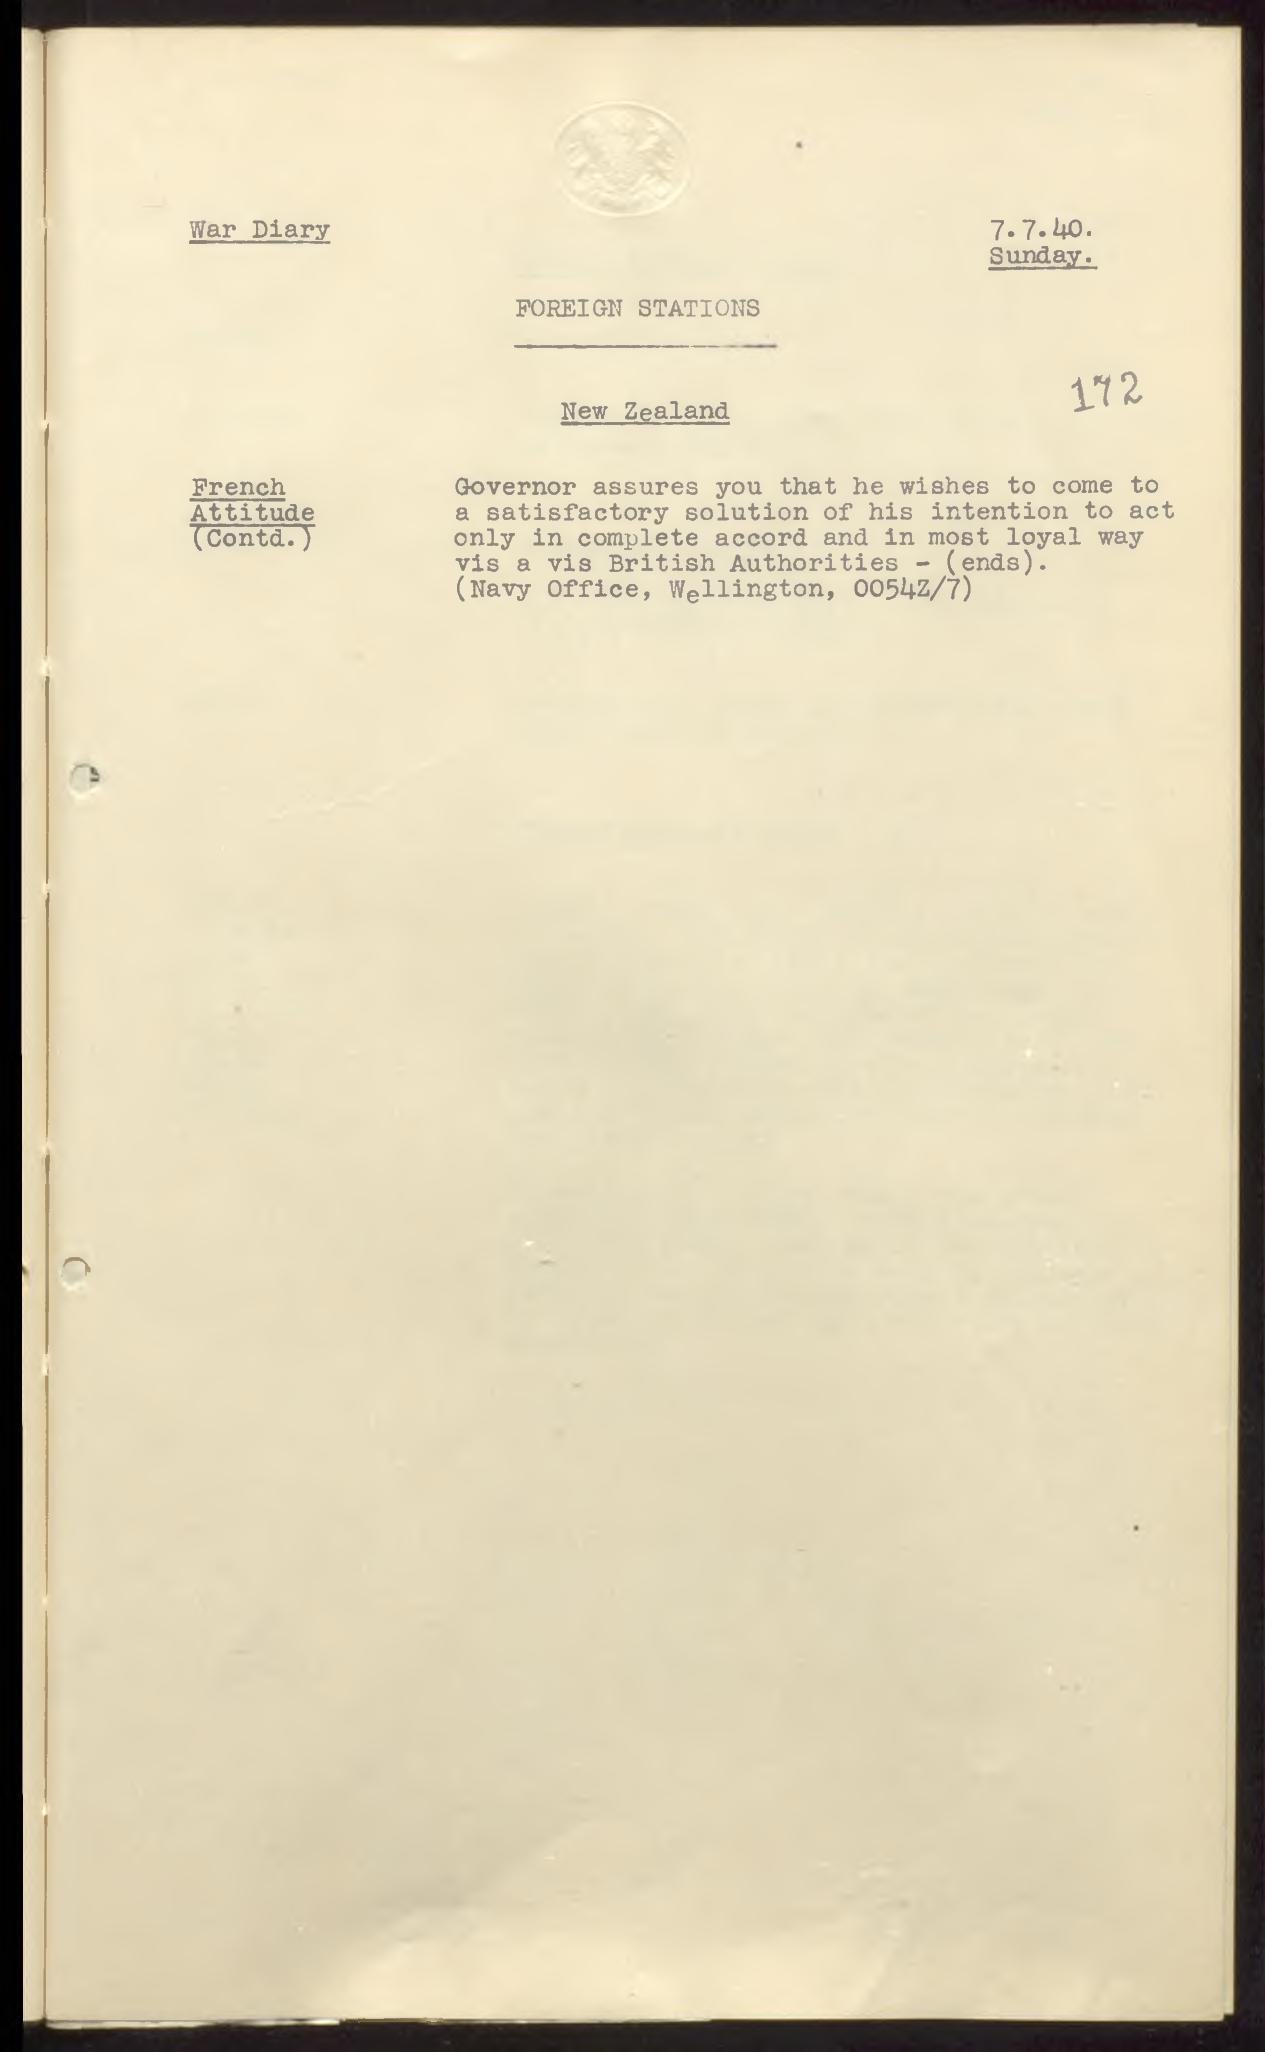 War Diary
7.7.40.
Sunday.
FOREIGN STATIONS
172
New Zealand
French
Attitude
(Contd.)
Governor assures you that he wishes to come to
a satisfactory solution of his intention to act
only in complete accord and in most loyal way
vis a vis British Authorities - (ends).
(Navy Office, Wellington, 0054Z/7)